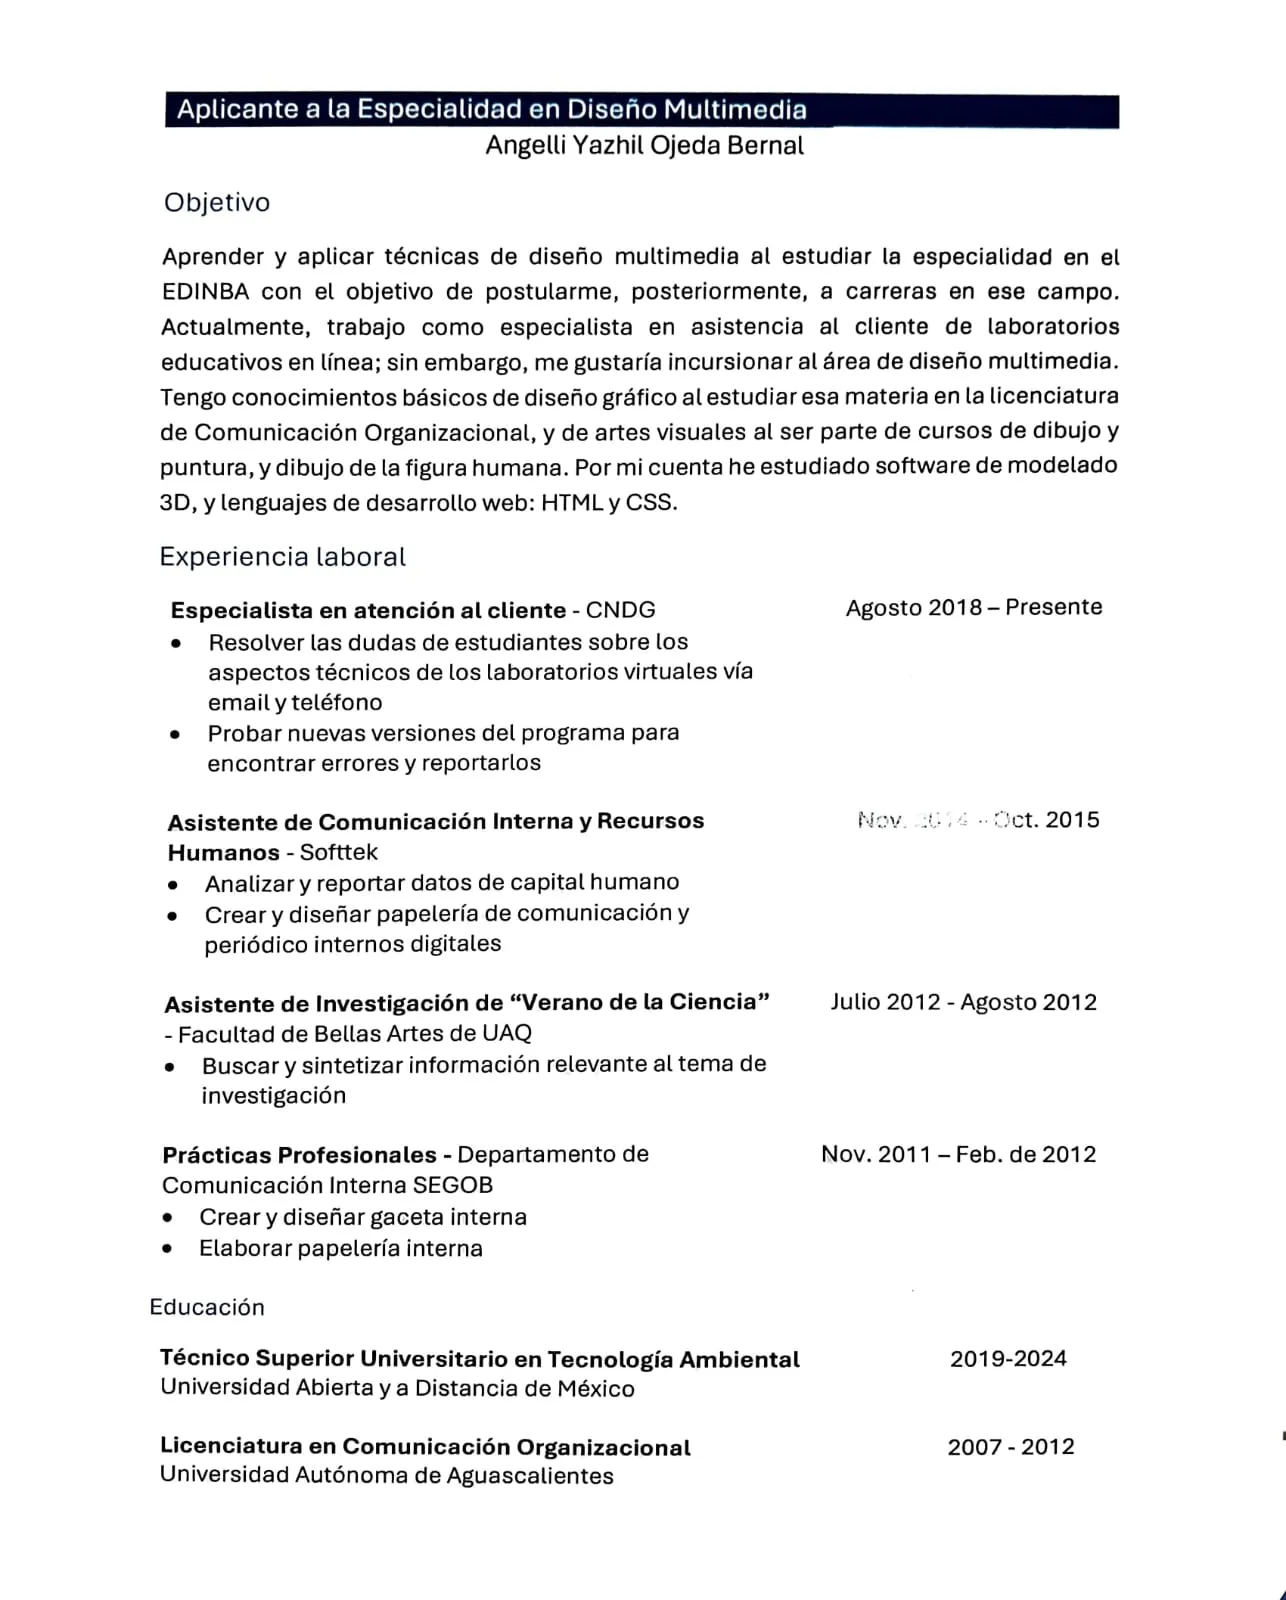 Aplicante a la Especialidad en Diseño Multimedia
Angelli Yazhil Ojeda Bernal
Objetivo
Aprender y aplicar técnicas de diseño multimedia al estudiar la especialidad en el
EDINBA con el objetivo de postularme, posteriormente, a carreras en ese campo.
Actualmente, trabajo como especialista en asistencia al cliente de laboratorios
educativos en línea; sin embargo, me gustaría incursionar al área de diseño multimedia.
Tengo conocimientos básicos de diseño gráfico al estudiar esa materia en la licenciatura
de Comunicación Organizacional, y de artes visuales al ser parte de cursos de dibujo y
puntura, y dibujo de la figura humana. Por mi cuenta he estudiado software de modelado
3D, y lenguajes de desarrollo web: HTML y CSS.
Experiencia laboral
Especialista en atención al cliente - CNDG Agosto 2018 – Presente
• Resolver las dudas de estudiantes sobre los
aspectos técnicos de los laboratorios virtuales vía
email y teléfono
• Probar nuevas versiones del programa para
encontrar errores y reportarlos
Asistente de Comunicación Interna y Recursos Nov. 2014 - Oct. 2015
Humanos - Softtek
• Analizar y reportar datos de capital humano
• Crear y diseñar papelería de comunicación y
periódico internos digitales
Asistente de Investigación de “Verano de la Ciencia” Julio 2012 - Agosto 2012
- Facultad de Bellas Artes de UAQ
• Buscar y sintetizar información relevante al tema de
investigación
Prácticas Profesionales - Departamento de Nov. 2011 – Feb. de 2012
Comunicación Interna SEGOB
• Crear y diseñar gaceta interna
• Elaborar papelería interna
Educación
Técnico Superior Universitario en Tecnología Ambiental 2019-2024
Universidad Abierta y a Distancia de México
Licenciatura en Comunicación Organizacional 2007 - 2012
Universidad Autónoma de Aguascalientes